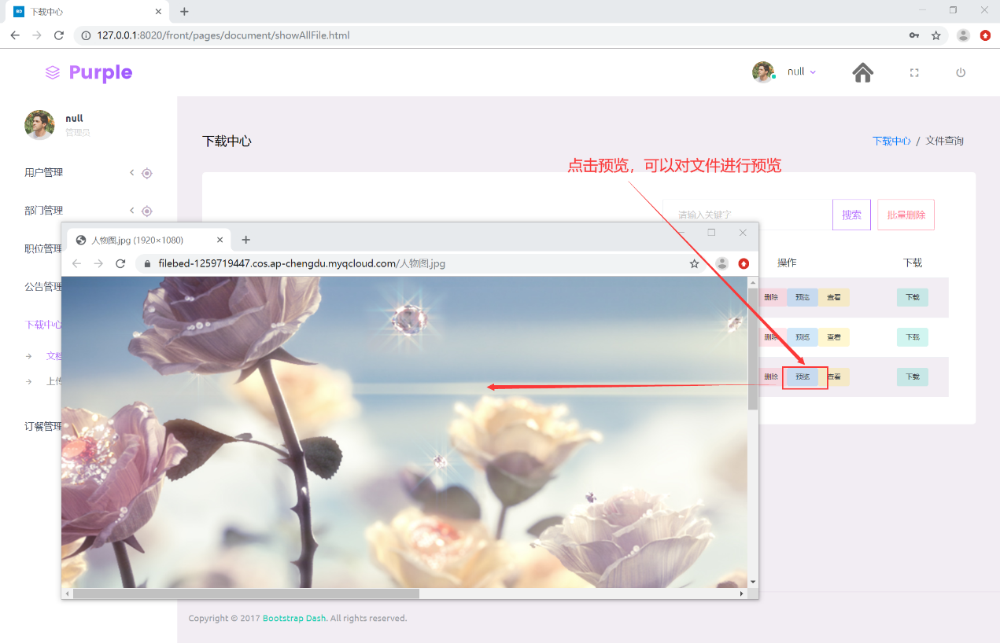 下载中心
127.0.0.1:8020/front/pages/document/showAllFile.html
Purple
null
null
管理员
下载中心
下载中心 / 文件查询
用户管理
点击预览，可以对文件进行预览
部门管理
请输入关键字
搜索
批量删除
人物图.jpg (1920×1080)
职位管理
filebed-1259719447.cos.ap-chengdu.myqcloud.com/人物图.jpg
操作
下载
公告管理
删除 预览 查看 下载
下载中心
删除 预览 查看 下载
文档
删除 预览 查看 下载
上传
订餐管理
Copyright © 2017 Bootstrap Dash. All rights reserved.